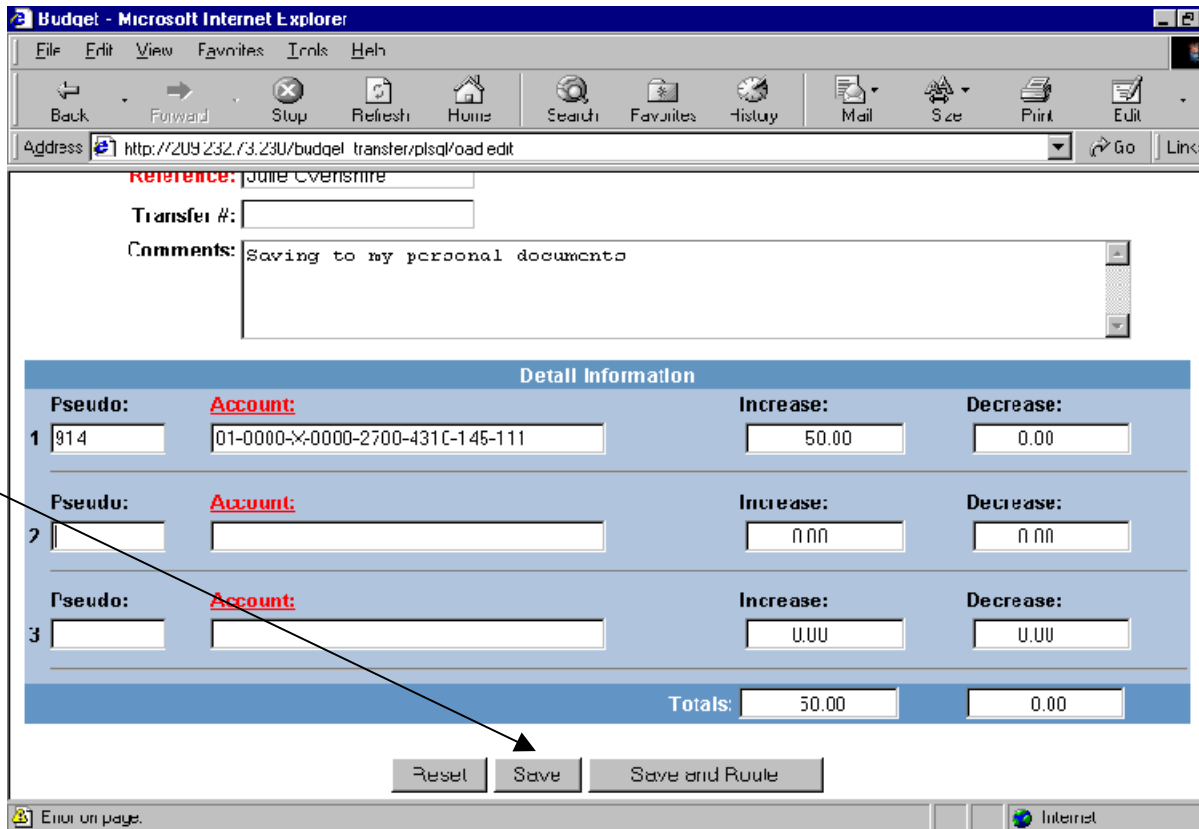 Budget - Microsoft Internet Explorer
File Edit View Favorites Tools Help
Back Forward Stop Refresh Home Search Favorites History Mail Size Print Edit
Address http://209.232.73.230/budget_transfer/plsql/load_edit Go Links
Reference: Julie
Transfer #:
Comments: Saving to my personal documents
Detail Information
Pseudo: Account: Increase: Decrease:
1 914 01-0000-X-0000-2700-4310-145-111 50.00 0.00
Pseudo: Account: Increase: Decrease:
2 0.00 0.00
Pseudo: Account: Increase: Decrease:
3 0.00 0.00
Totals: 50.00 0.00
Reset Save Save and Route
Error on page. Internet